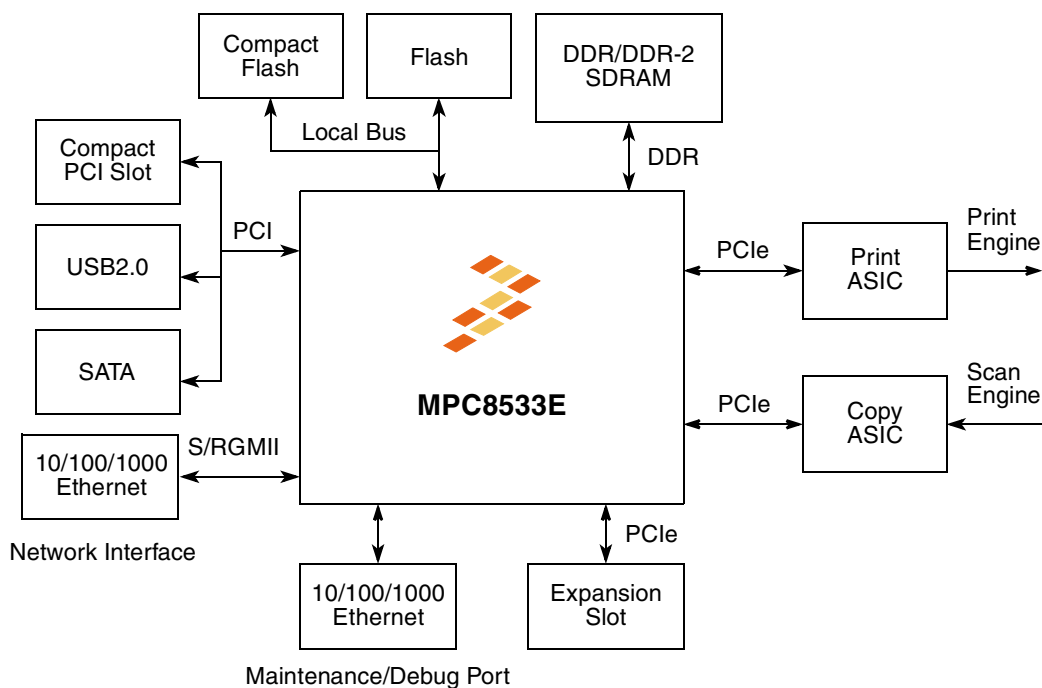 Compact
Flash
Flash
DDR/DDR-2
SDRAM
Local Bus
DDR
Compact
PCI Slot
PCI
USB2.0
SATA
S/RGMII
10/100/1000
Ethernet
Network Interface
MPC8533E
PCIe
Print
ASIC
Print
Engine
PCIe
Copy
ASIC
Scan
Engine
10/100/1000
Ethernet
Maintenance/Debug Port
PCIe
Expansion
Slot